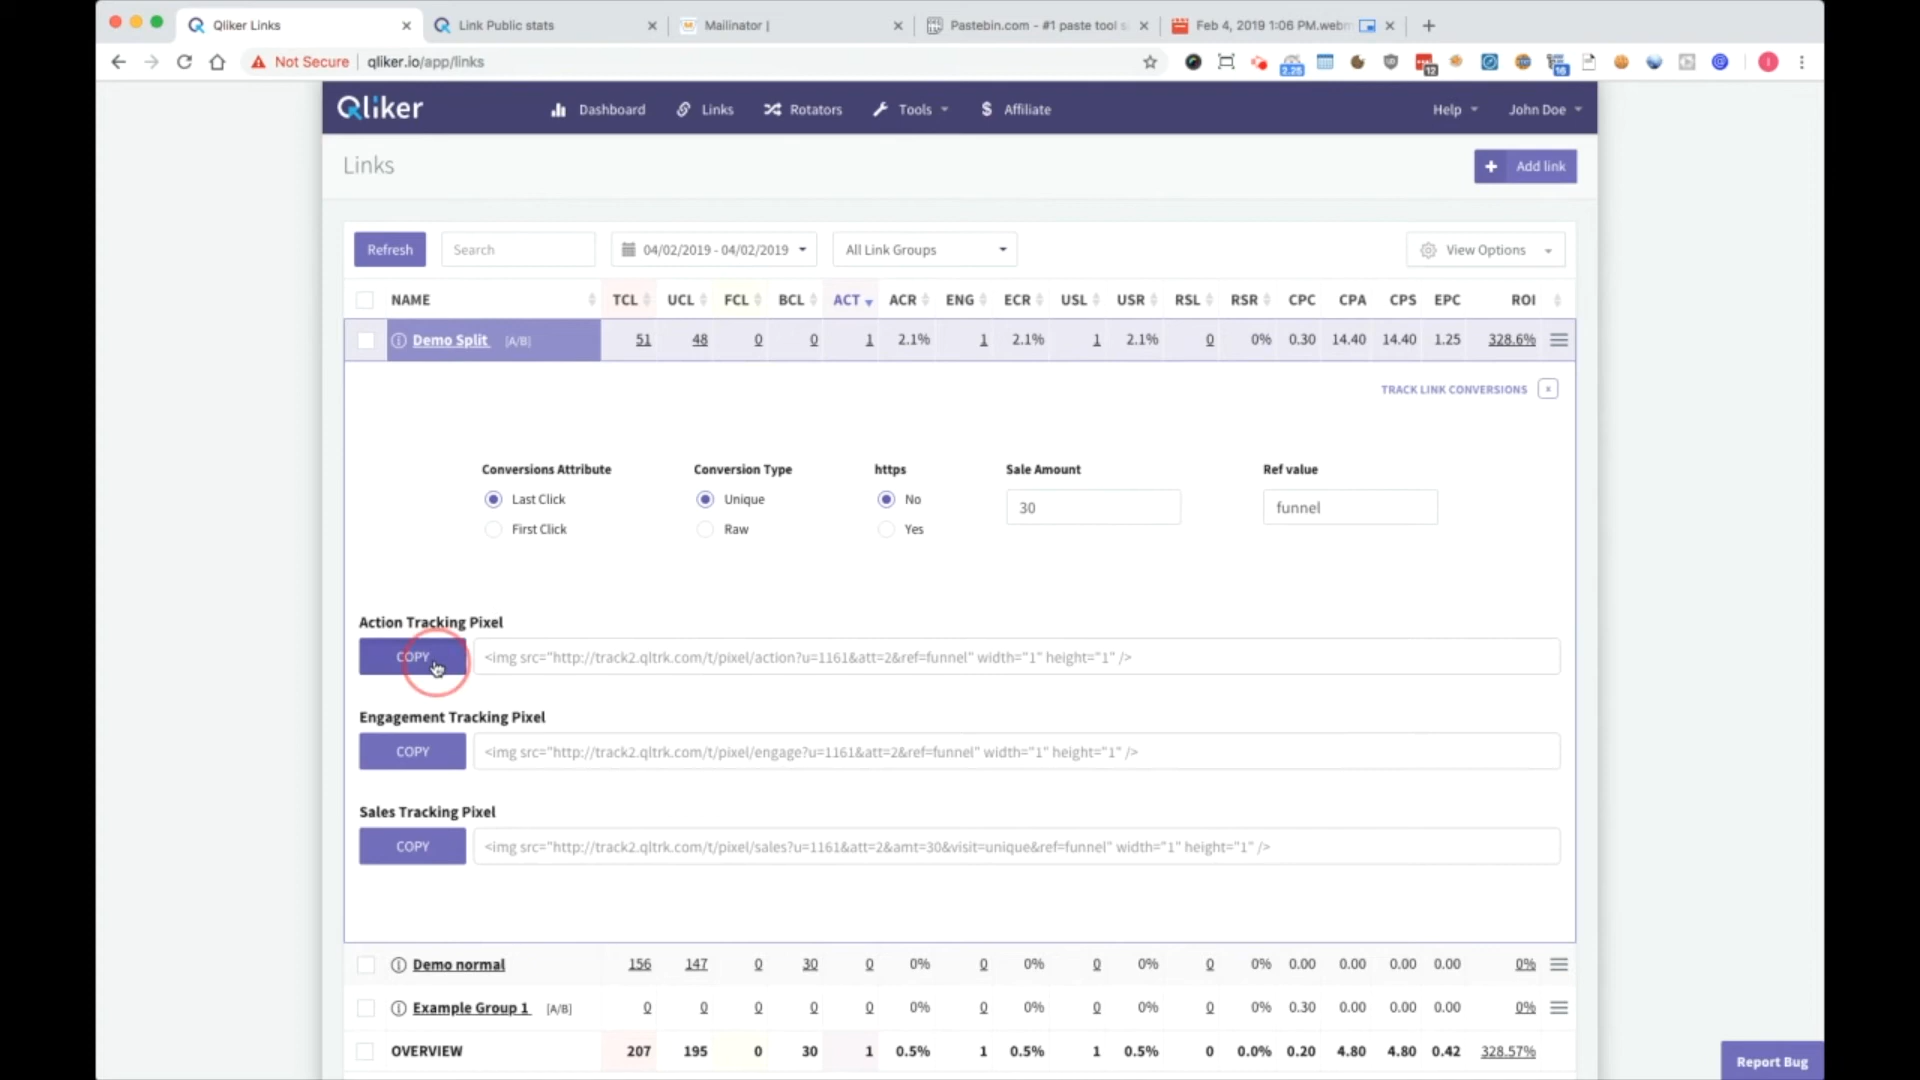 Qliker Links
Link Public stats
Mailinator |
Pastebin.com - #1 paste tool s
Feb 4, 2019 1:06 PM.webm
Not Secure
qliker.io/app/links
2.25
12
16
Qliker
Dashboard
Links
Rotators
Tools
Affiliate
Help
John Doe
Links
Add link
Refresh
Search
04/02/2019 - 04/02/2019
All Link Groups
View Options
NAME TCL UCL FCL BCL ACT ACR ENG ECR USL USR RSL RSR CPC CPA CPS EPC ROI
Demo Split [A/B] 51 48 0 0 1 2.1% 1 2.1% 1 2.1% 0 0% 0.30 14.40 14.40 1.25 328.6%
TRACK LINK CONVERSIONS
Conversions Attribute Conversion Type https Sale Amount Ref value
Last Click Unique No 30 funnel
First Click Raw Yes
Action Tracking Pixel
COPY <img src="http://track2.qltrk.com/t/pixel/action?u=1161&att=2&ref=funnel" width="1" height="1" />
Engagement Tracking Pixel
COPY <img src="http://track2.qltrk.com/t/pixel/engage?u=1161&att=2&ref=funnel" width="1" height="1" />
Sales Tracking Pixel
COPY <img src="http://track2.qltrk.com/t/pixel/sales?u=1161&att=2&amt=30&visit=unique&ref=funnel" width="1" height="1" />
Demo normal 156 147 0 30 0 0% 0 0% 0 0% 0 0% 0.00 0.00 0.00 0.00 0%
Example Group 1 [A/B] 0 0 0 0 0 0% 0 0% 0 0% 0 0% 0.30 0.00 0.00 0.00 0%
OVERVIEW 207 195 0 30 1 0.5% 1 0.5% 1 0.5% 0 0.0% 0.20 4.80 4.80 0.42 328.57%
Report Bug